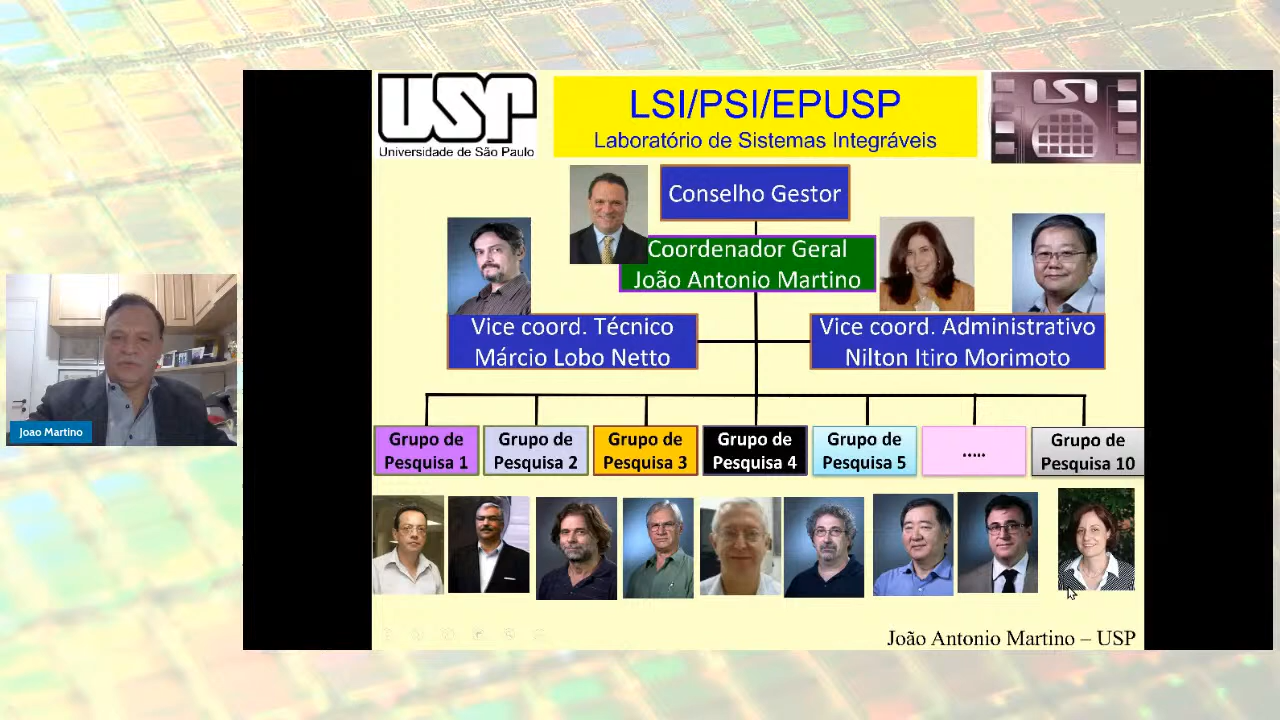 USP
Universidade de São Paulo
LSI/PSI/EPUSP
Laboratório de Sistemas Integráveis
LSI
Conselho Gestor
Coordenador Geral
João Antonio Martino
Vice coord. Técnico
Márcio Lobo Netto
Vice coord. Administrativo
Nilton Itiro Morimoto
Joao Martino
Grupo de
Pesquisa 1
Grupo de
Pesquisa 2
Grupo de
Pesquisa 3
Grupo de
Pesquisa 4
Grupo de
Pesquisa 5
.....
Grupo de
Pesquisa 10
João Antonio Martino – USP